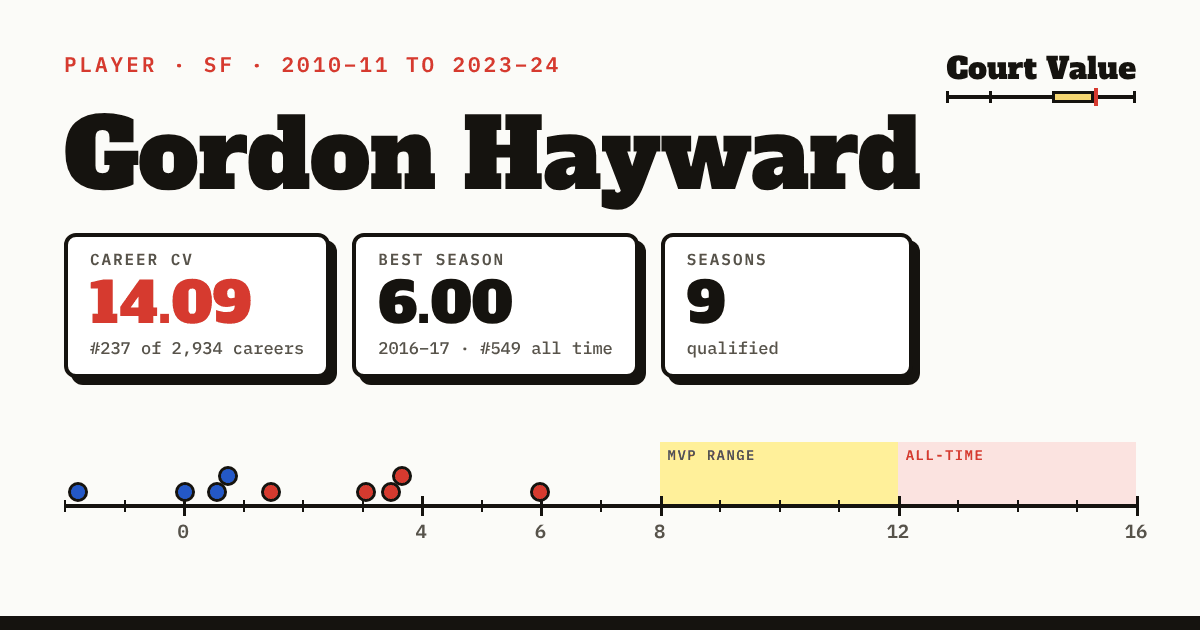 PLAYER · SF · 2010–11 TO 2023–24
Court Value
Gordon Hayward
CAREER CV
14.09
#237 of 2,934 careers
BEST SEASON
6.00
2016–17 · #549 all time
SEASONS
9
qualified
MVP RANGE
ALL-TIME
0 4 6 8 12 16